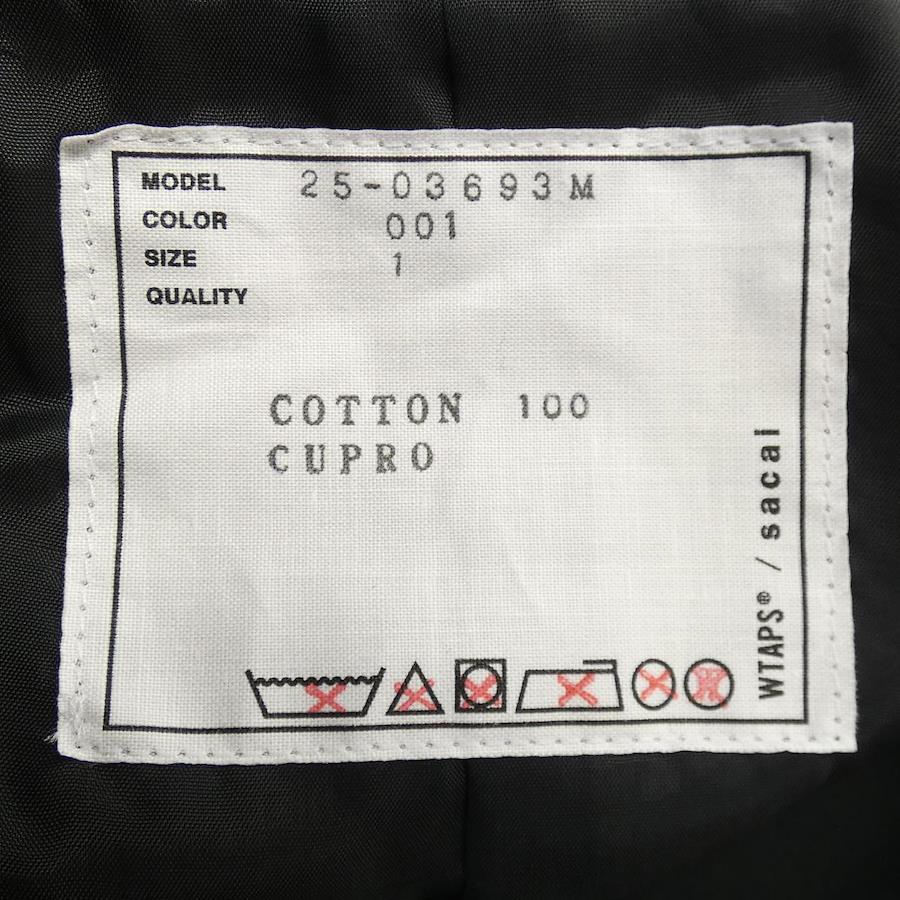 MODEL 25-03693M
COLOR 001
SIZE 1
QUALITY
COTTON 100
CUPRO
WTAPS® / sacai